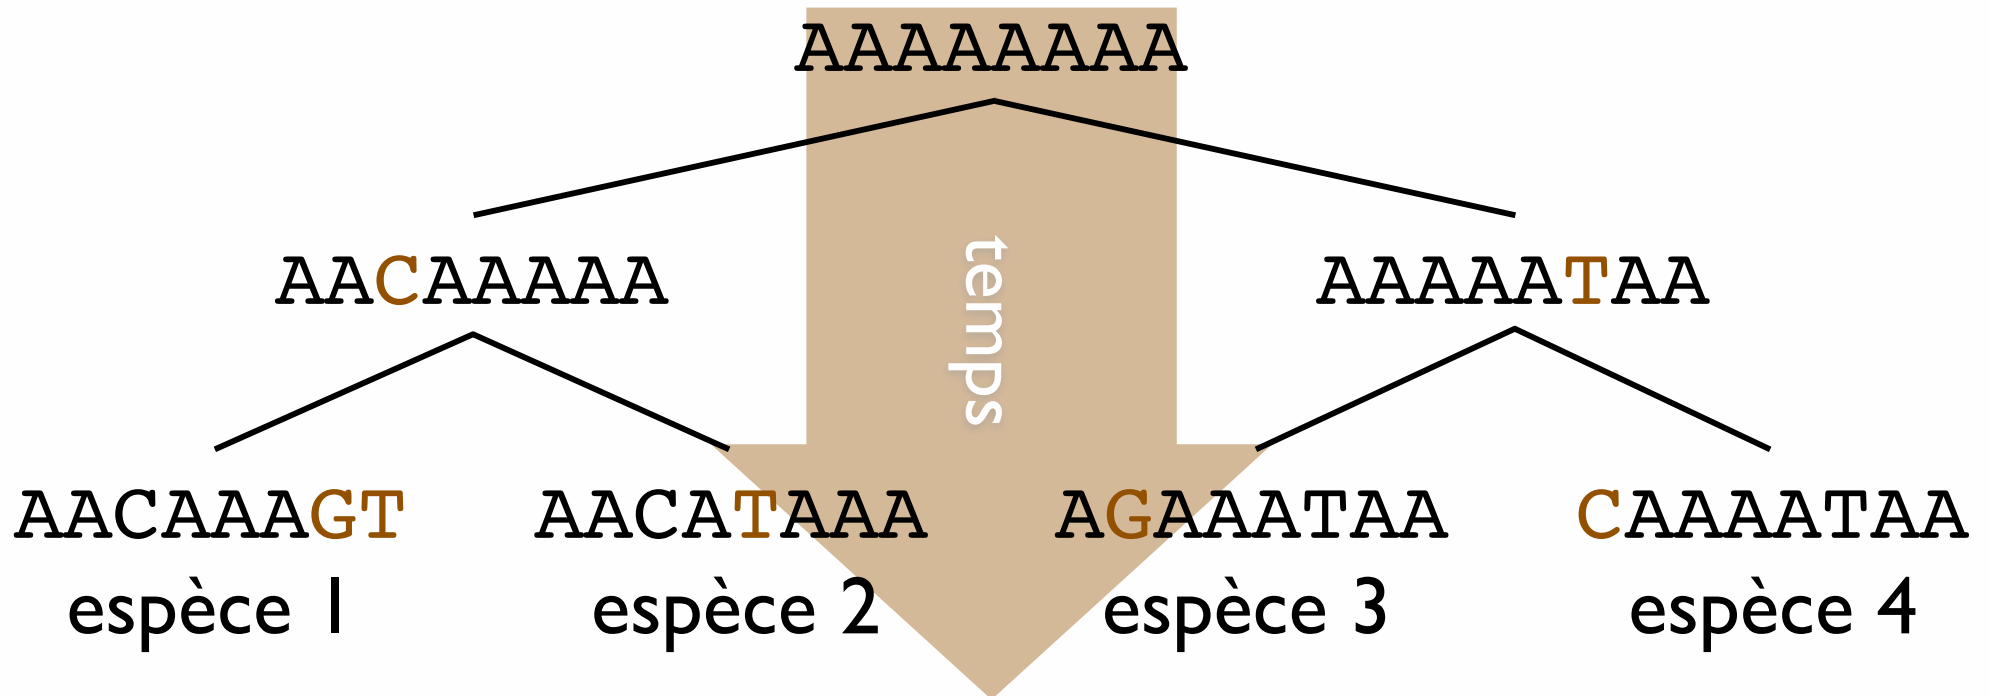 AAAAAAAA
temps
AACAAAAA AAAAATAA
AACAAAGT AACATAAA AGAAATAA CAAAATAA
espèce 1 espèce 2 espèce 3 espèce 4